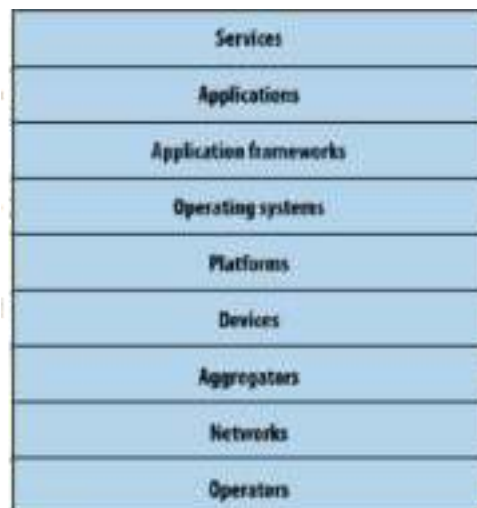 Services
Applications
Application frameworks
Operating systems
Platforms
Devices
Aggregators
Networks
Operators